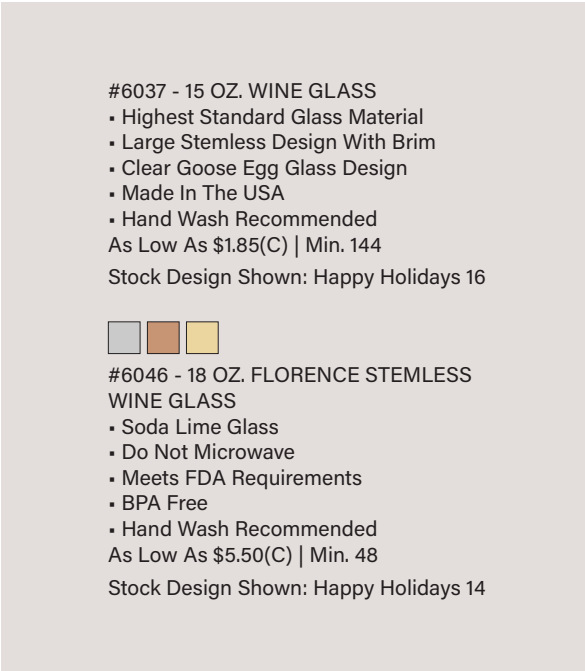 #6037 - 15 OZ. WINE GLASS
▪ Highest Standard Glass Material
▪ Large Stemless Design With Brim
▪ Clear Goose Egg Glass Design
▪ Made In The USA
▪ Hand Wash Recommended
As Low As $1.85(C) | Min. 144
Stock Design Shown: Happy Holidays 16
#6046 - 18 OZ. FLORENCE STEMLESS
WINE GLASS
▪ Soda Lime Glass
▪ Do Not Microwave
▪ Meets FDA Requirements
▪ BPA Free
▪ Hand Wash Recommended
As Low As $5.50(C) | Min. 48
Stock Design Shown: Happy Holidays 14